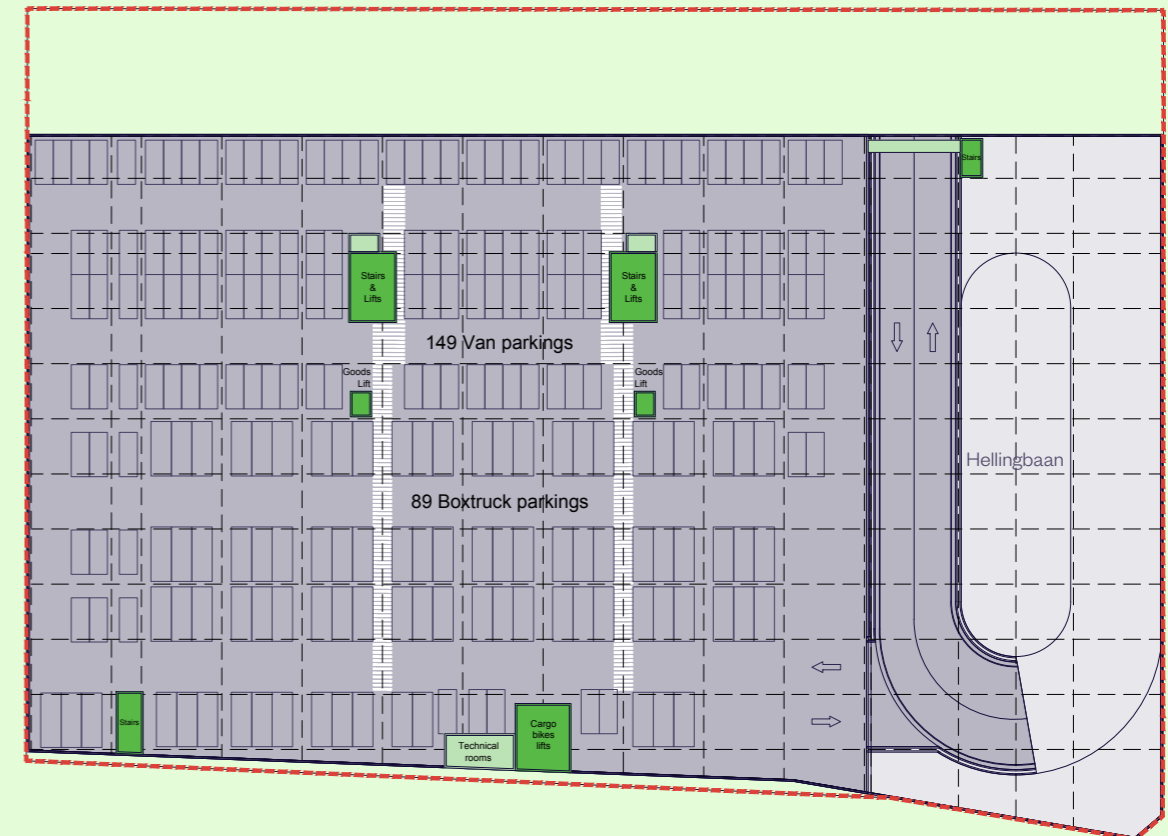 Stairs
Stairs
&
Lifts
Stairs
&
Lifts
149 Van parkings
Goods
Lift
Goods
Lift
Hellingbaan
89 Boxtruck parkings
Stairs
Cargo
bikes
lifts
Technical
rooms